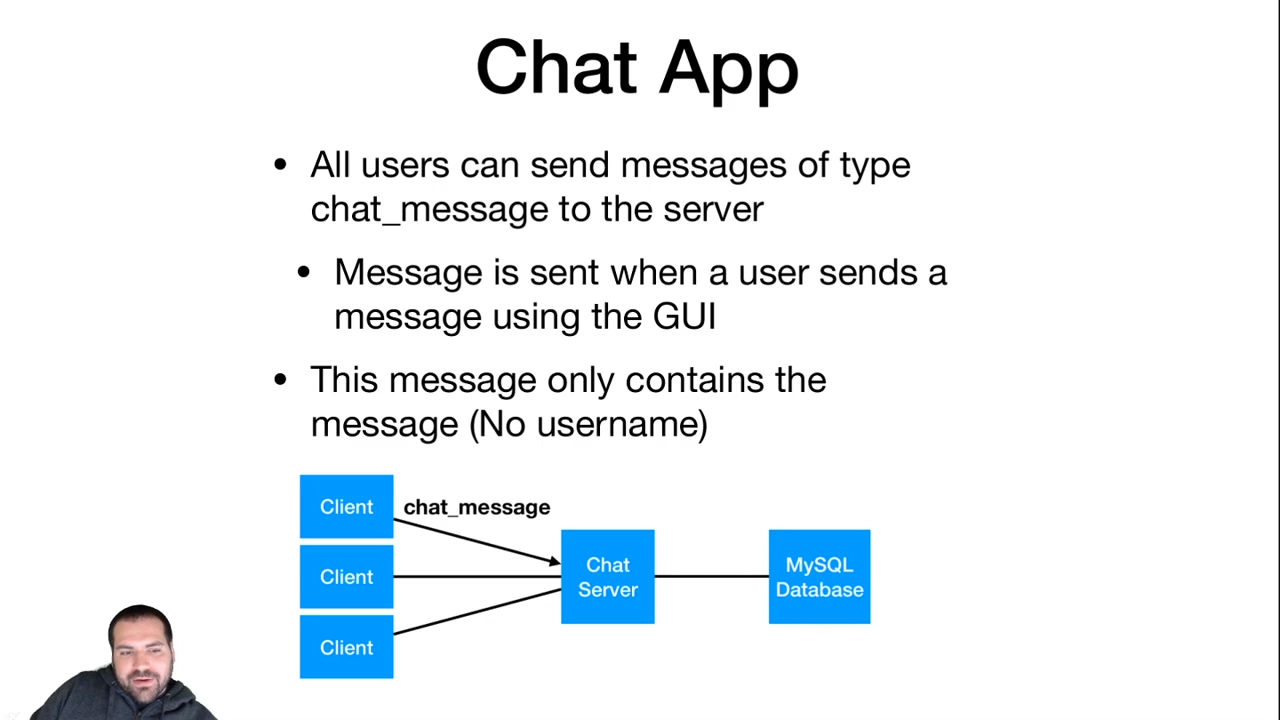 Chat App
• All users can send messages of type
chat_message to the server
• Message is sent when a user sends a
message using the GUI
• This message only contains the
message (No username)
Client
chat_message
Client
Client
Chat
Server
MySQL
Database